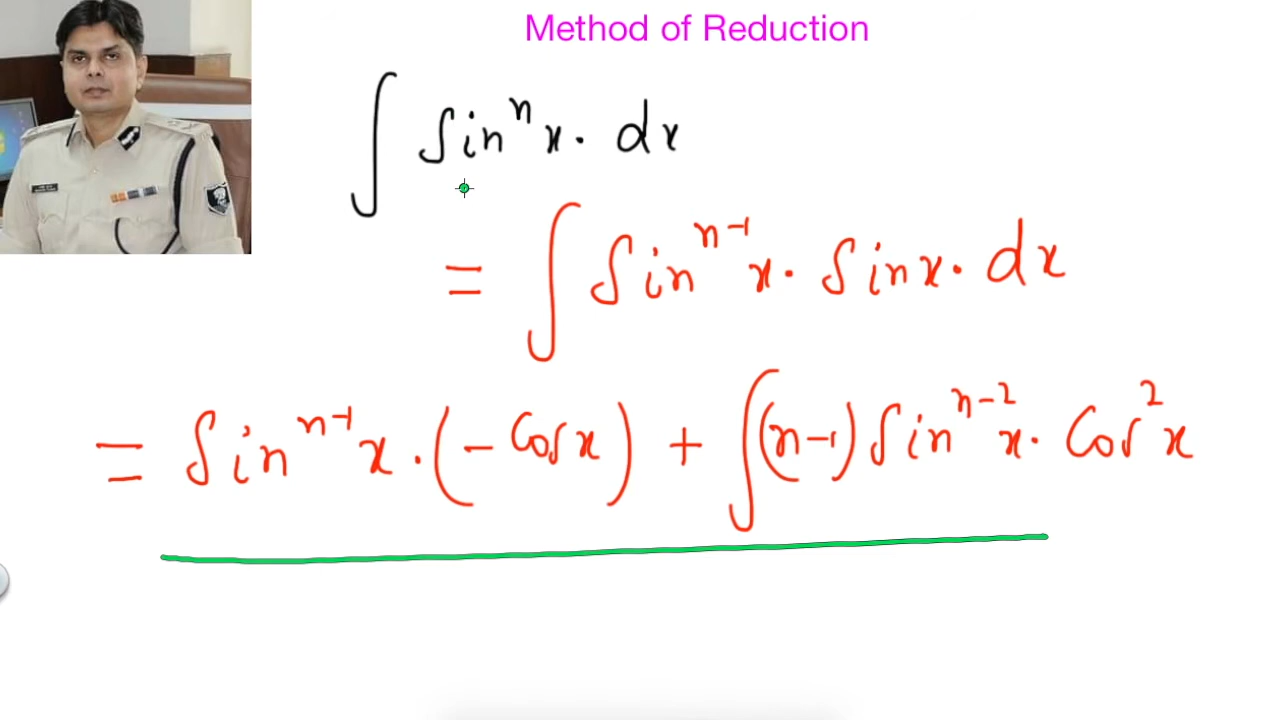 Method of Reduction
∫ Sinⁿx · dx
= ∫ Sinⁿ⁻¹x · Sinx · dx
= Sinⁿ⁻¹x · (− Cosx) + ∫(n−1) Sinⁿ⁻²x · Cos²x